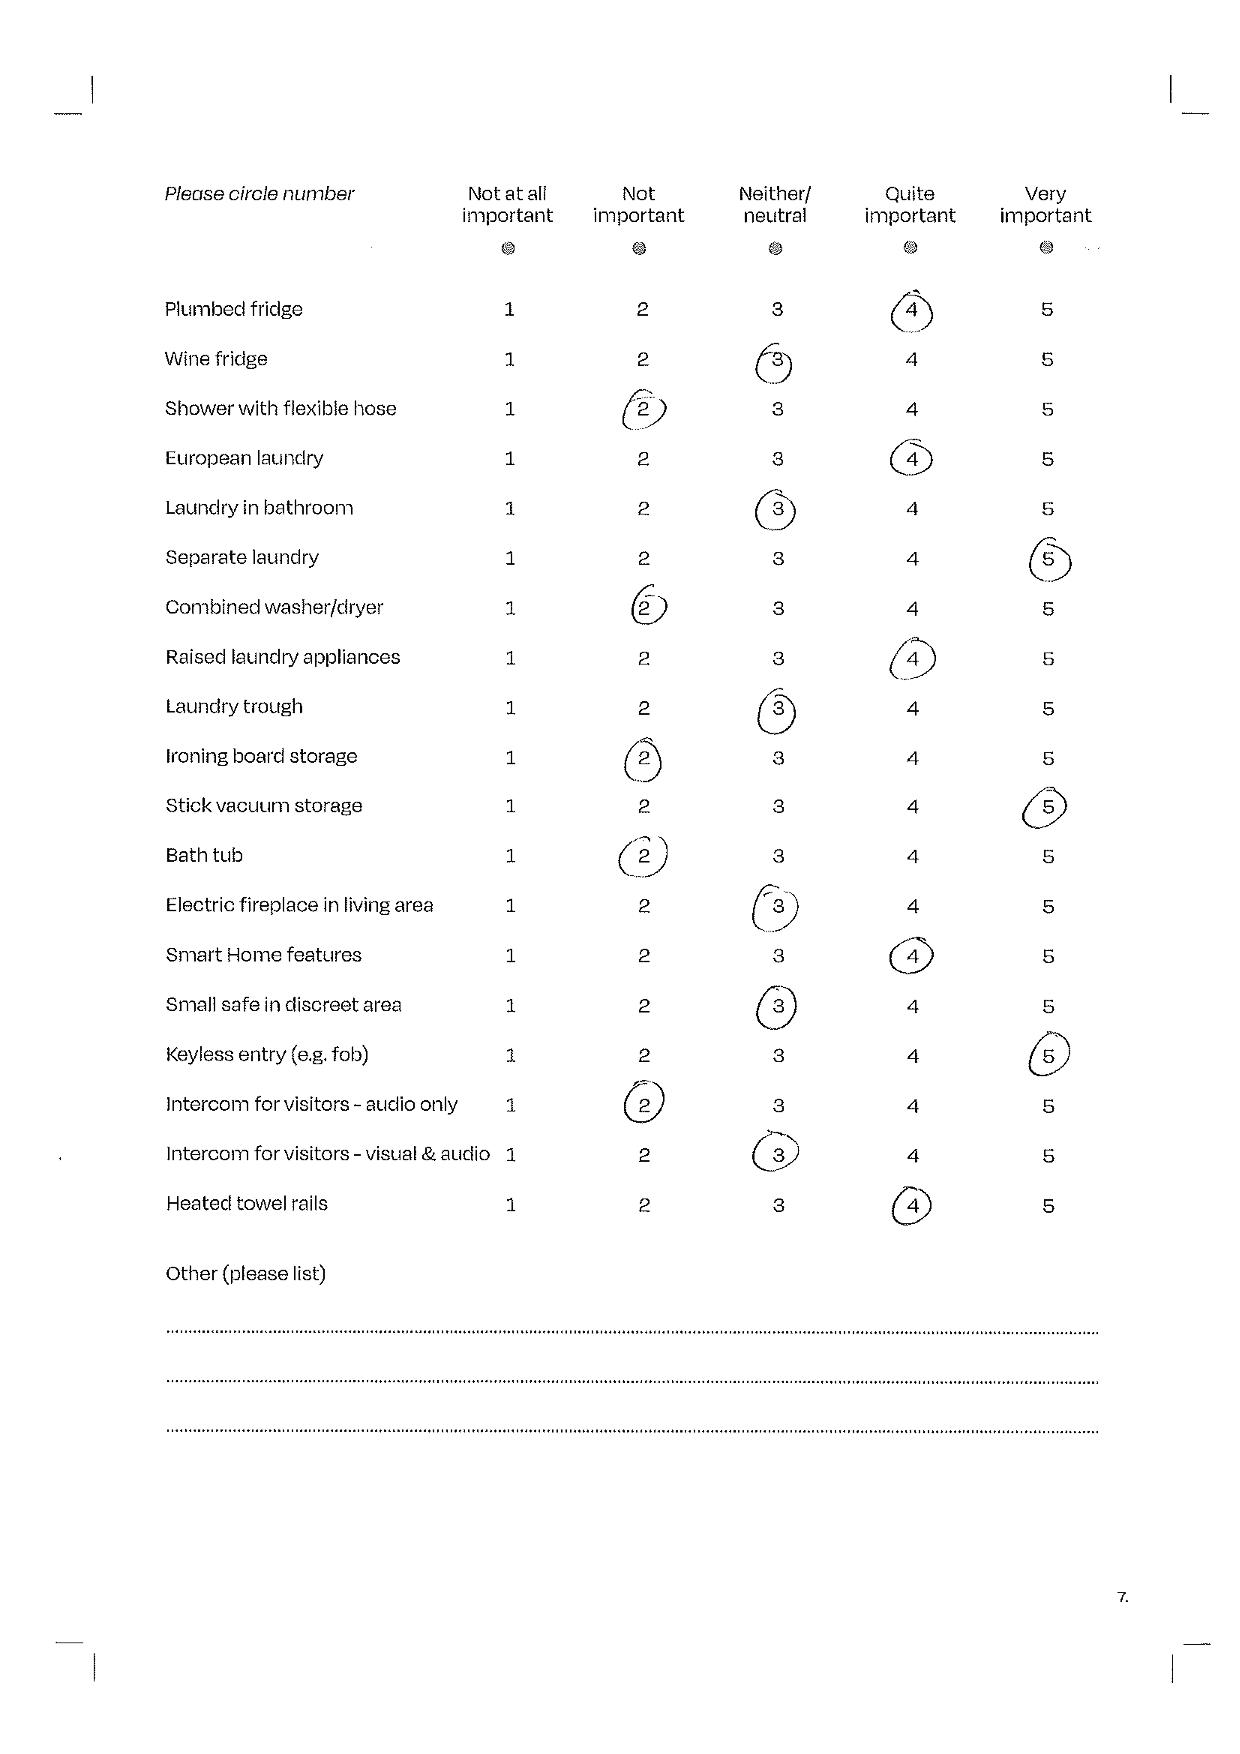 Please circle number Not at all important Not important Neither/ neutral Quite important Very important
Plumbed fridge 1 2 3 4 5
Wine fridge 1 2 3 4 5
Shower with flexible hose 1 2 3 4 5
European laundry 1 2 3 4 5
Laundry in bathroom 1 2 3 4 5
Separate laundry 1 2 3 4 5
Combined washer/dryer 1 2 3 4 5
Raised laundry appliances 1 2 3 4 5
Laundry trough 1 2 3 4 5
Ironing board storage 1 2 3 4 5
Stick vacuum storage 1 2 3 4 5
Bath tub 1 2 3 4 5
Electric fireplace in living area 1 2 3 4 5
Smart Home features 1 2 3 4 5
Small safe in discreet area 1 2 3 4 5
Keyless entry (e.g. fob) 1 2 3 4 5
Intercom for visitors - audio only 1 2 3 4 5
Intercom for visitors - visual & audio 1 2 3 4 5
Heated towel rails 1 2 3 4 5
Other (please list)
7.